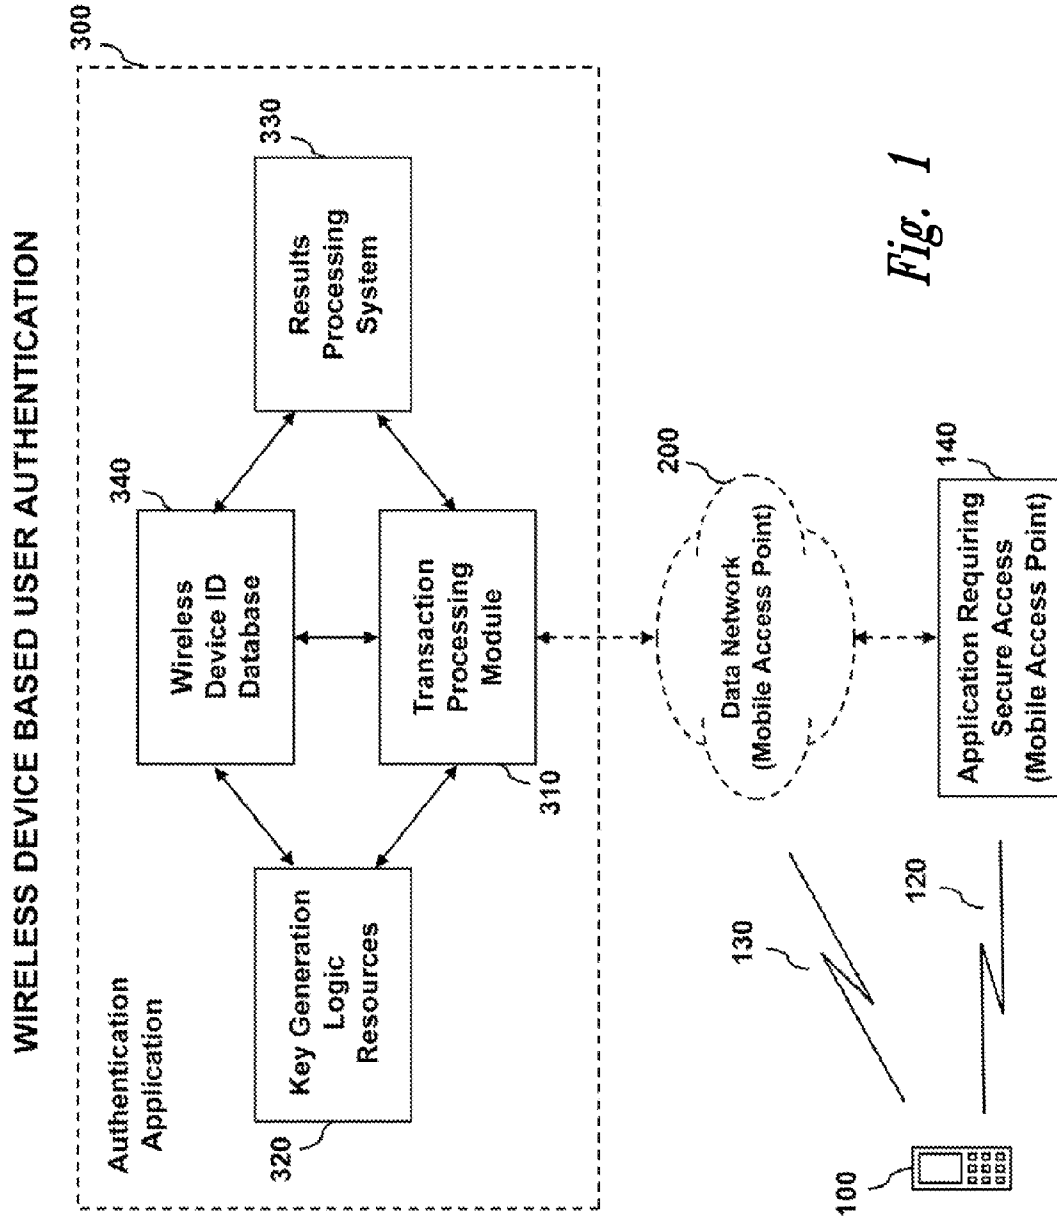 WIRELESS DEVICE BASED USER AUTHENTICATION
300
Authentication
Application
340
Wireless
Device ID
Database
320
Key Generation
Logic
Resources
330
Results
Processing
System
310
Transaction
Processing
Module
200
Data Network
(Mobile Access Point)
130
100
120
140
Application Requiring
Secure Access
(Mobile Access Point)
Fig. 1